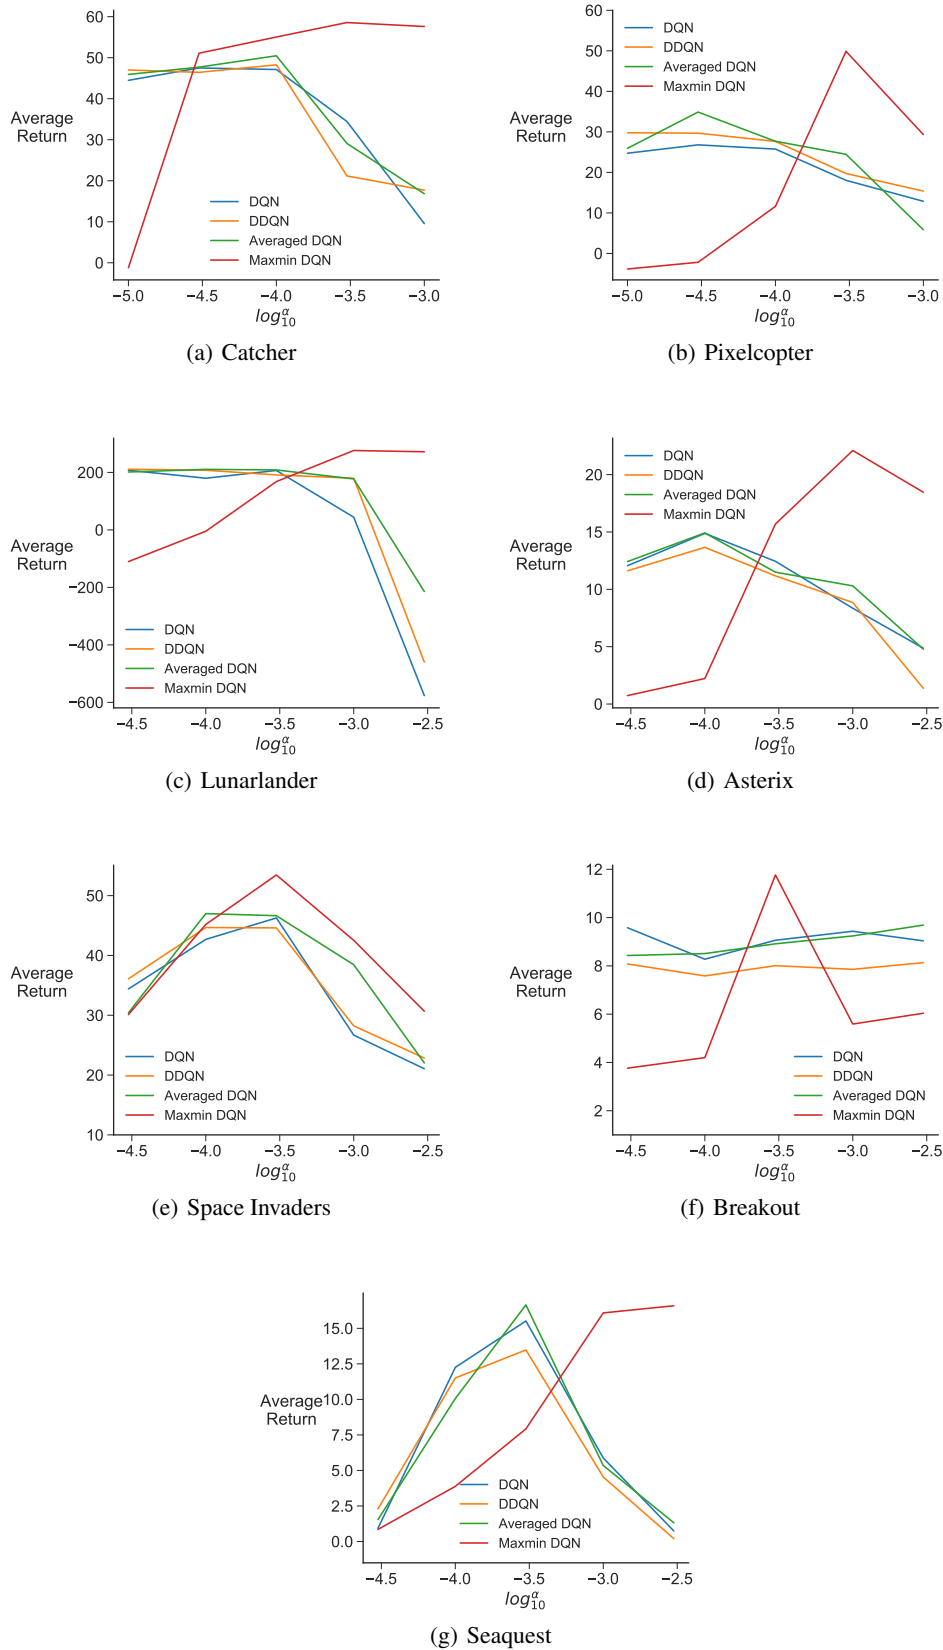 60
50
40
Average
Return
30
20
10
0
DQN
DDQN
Averaged DQN
Maxmin DQN
−5.0 −4.5 −4.0 −3.5 −3.0
log₁₀^α
(a) Catcher
60
50
40
Average
Return
30
20
10
0
DQN
DDQN
Averaged DQN
Maxmin DQN
−5.0 −4.5 −4.0 −3.5 −3.0
log₁₀^α
(b) Pixelcopter
200
0
Average
Return
−200
−400
−600
DQN
DDQN
Averaged DQN
Maxmin DQN
−4.5 −4.0 −3.5 −3.0 −2.5
log₁₀^α
(c) Lunarlander
20
15
Average
Return
10
5
0
DQN
DDQN
Averaged DQN
Maxmin DQN
−4.5 −4.0 −3.5 −3.0 −2.5
log₁₀^α
(d) Asterix
50
40
Average
Return
30
20
10
DQN
DDQN
Averaged DQN
Maxmin DQN
−4.5 −4.0 −3.5 −3.0 −2.5
log₁₀^α
(e) Space Invaders
12
10
8
Average
Return
6
4
2
DQN
DDQN
Averaged DQN
Maxmin DQN
−4.5 −4.0 −3.5 −3.0 −2.5
log₁₀^α
(f) Breakout
15.0
12.5
10.0
Average
Return
7.5
5.0
2.5
0.0
DQN
DDQN
Averaged DQN
Maxmin DQN
−4.5 −4.0 −3.5 −3.0 −2.5
log₁₀^α
(g) Seaquest